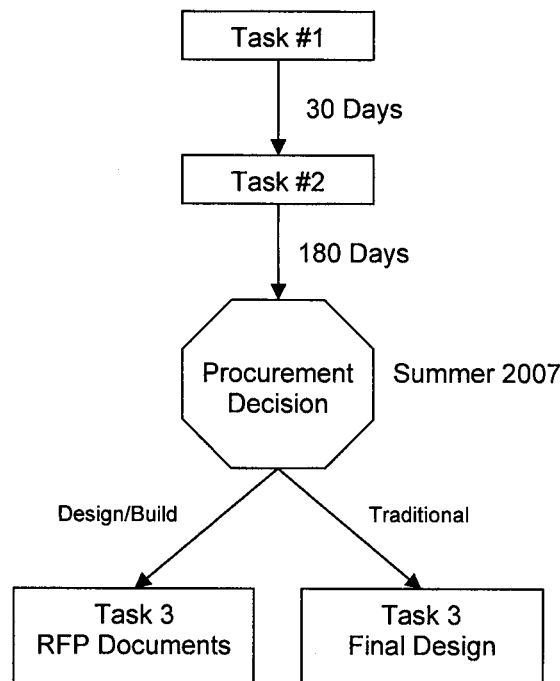 Task #1
30 Days
Task #2
180 Days
Procurement
Decision
Summer 2007
Design/Build
Traditional
Task 3
RFP Documents
Task 3
Final Design